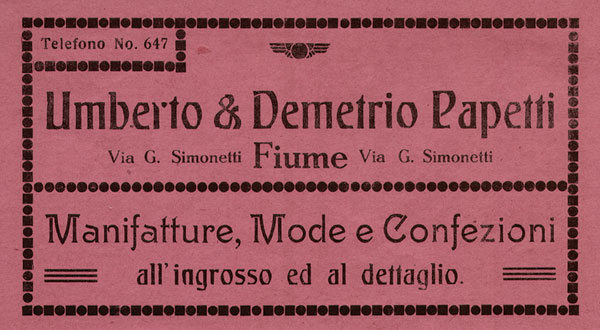 Telefono No. 647
Umberto & Demetrio Papetti
Via G. Simonetti Fiume Via G. Simonetti
Manifatture, Mode e Confezioni
all'ingrosso ed al dettaglio.